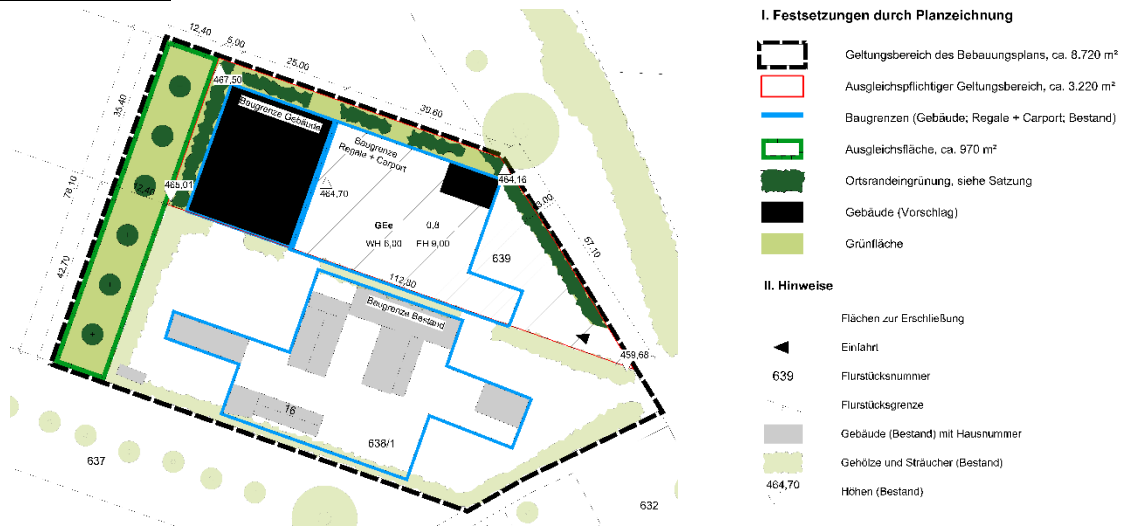 12,40
5,00
25,00
39,60
467,50
Baugrenze Gebäude
Baugrenze
Regale + Carport
35,40
78,10
42,70
12,40
465,01
464,70
464,16
GEe 0,8
WH 6,00 FH 9,00
639
57,10
112,80
Baugrenze Bestand
459,68
16
638/1
637
632
I. Festsetzungen durch Planzeichnung
Geltungsbereich des Bebauungsplans, ca. 8.720 m²
Ausgleichspflichtiger Geltungsbereich, ca. 3.220 m²
Baugrenzen (Gebäude; Regale + Carport; Bestand)
Ausgleichsfläche, ca. 970 m²
Ortsrandeingrünung, siehe Satzung
Gebäude (Vorschlag)
Grünfläche
II. Hinweise
Flächen zur Erschließung
Einfahrt
639 Flurstücksnummer
Flurstücksgrenze
Gebäude (Bestand) mit Hausnummer
Gehölze und Sträucher (Bestand)
464,70 Höhen (Bestand)